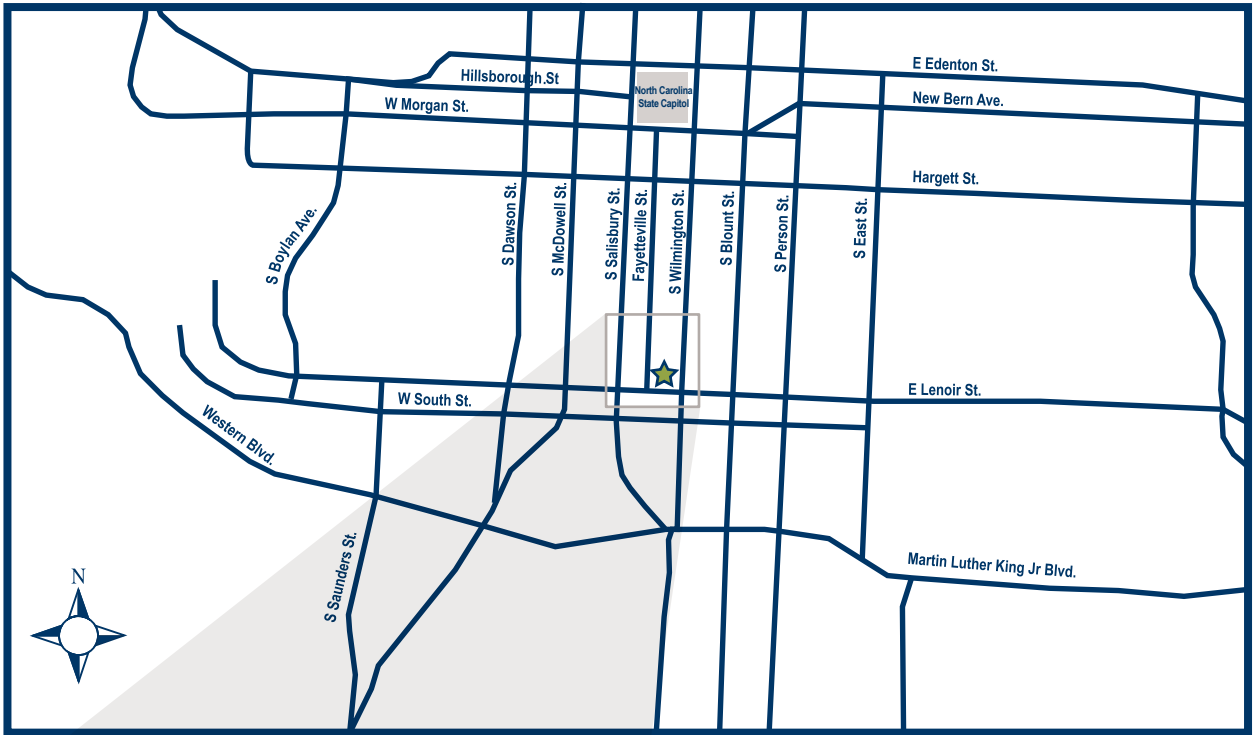 E Edenton St.
Hillsborough St
North Carolina
State Capitol
New Bern Ave.
W Morgan St.
Hargett St.
S Boylan Ave.
S Dawson St.
S McDowell St.
S Salisbury St.
Fayetteville St.
S Wilmington St.
S Blount St.
S Person St.
S East St.
W South St.
E Lenoir St.
Western Blvd.
S Saunders St.
Martin Luther King Jr Blvd.
N